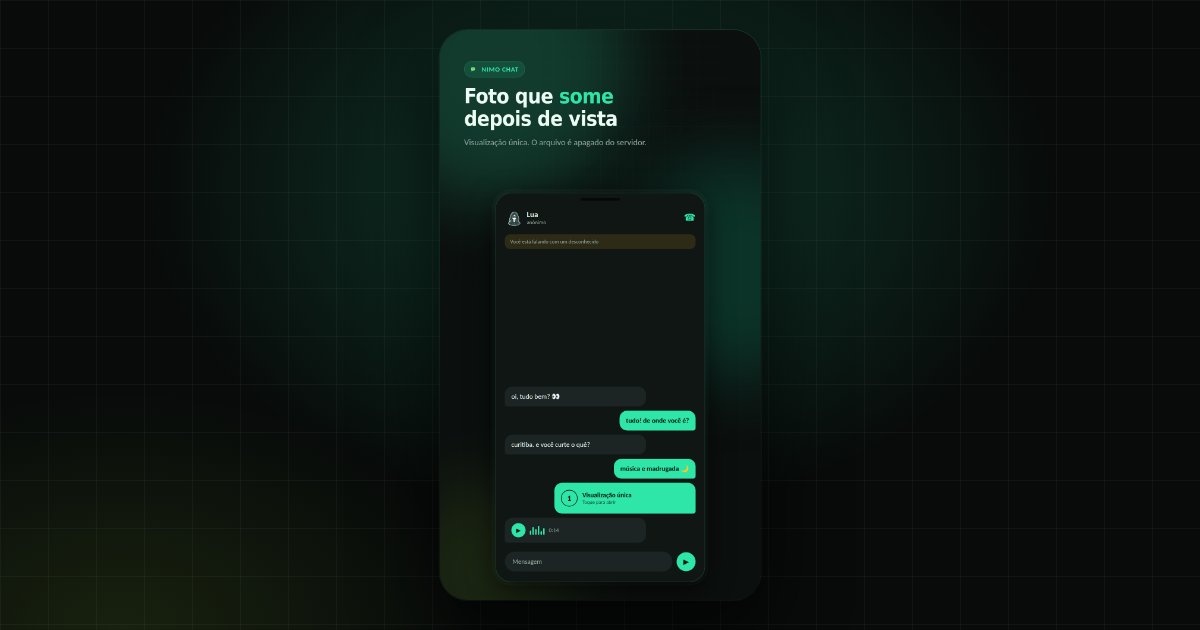 NIMO CHAT
Foto que some
depois de vista
Visualização única. O arquivo é apagado do servidor.
Lua
anônimo
Você está falando com um desconhecido
oi, tudo bem? 👀
tudo! de onde você é?
curitiba. e você curte o quê?
música e madrugada 🌙
1
Visualização única
Toque para abrir
0:14
Mensagem